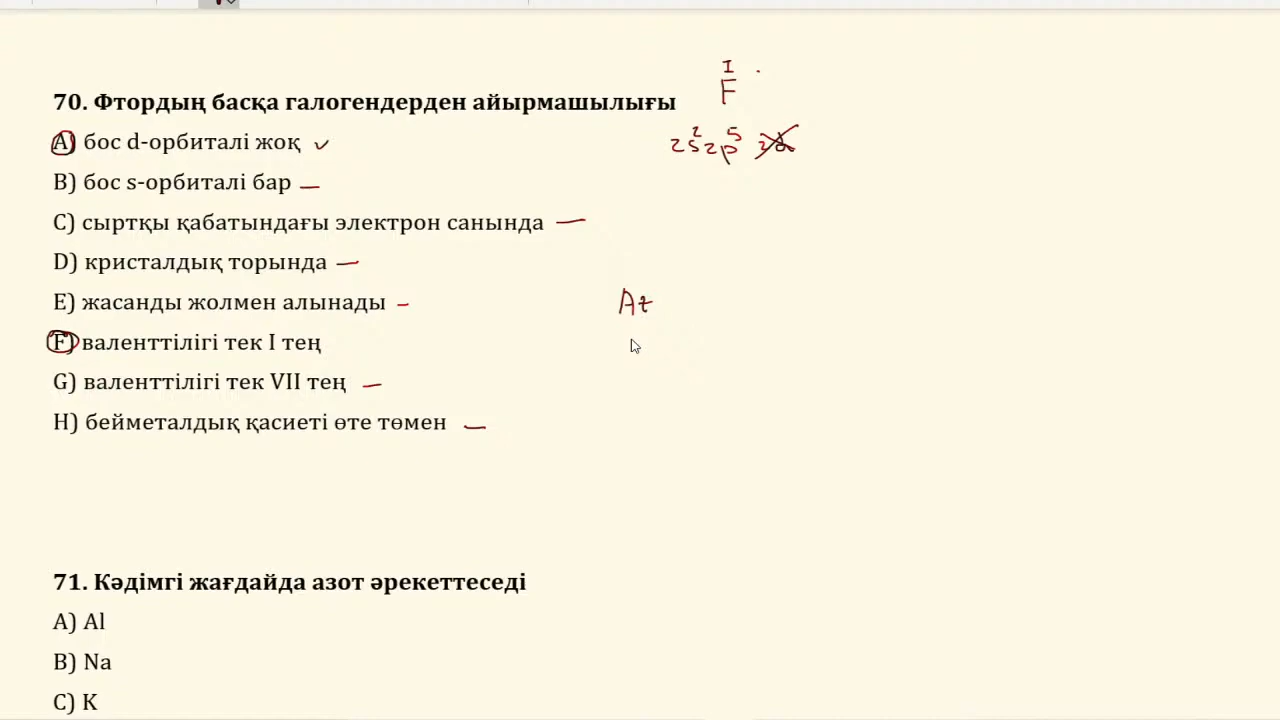 I
F
70. Фтордың басқа галогендерден айырмашылығы
A) бос d-орбиталі жоқ
2s²2p⁵
B) бос s-орбиталі бар
C) сыртқы қабатындағы электрон санында
D) кристалдық торында
E) жасанды жолмен алынады
At
F) валенттілігі тек I тең
G) валенттілігі тек VII тең
H) бейметалдық қасиеті өте төмен
71. Кәдімгі жағдайда азот әрекеттеседі
A) Al
B) Na
C) K